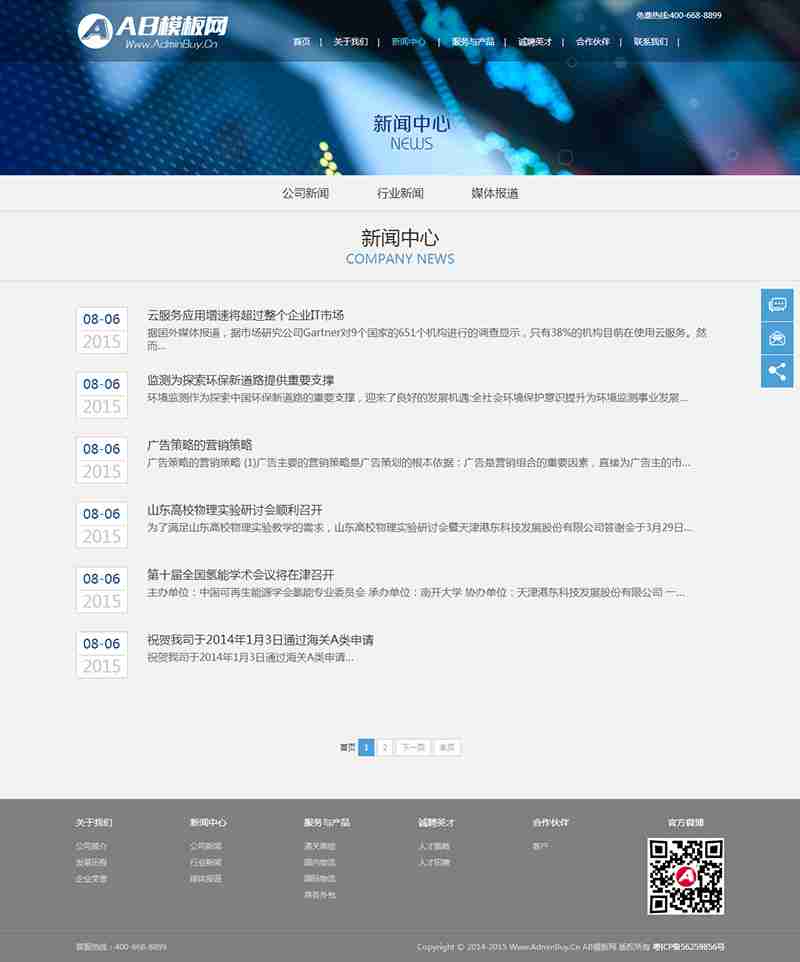 免费热线:400-668-8899
AB模板网
Www.AdminBuy.Cn
首页 | 关于我们 | 新闻中心 | 服务与产品 | 诚聘英才 | 合作伙伴 | 联系我们 |
新闻中心
NEWS
公司新闻 行业新闻 媒体报道
新闻中心
COMPANY NEWS
08-06
2015
云服务应用增速将超过整个企业IT市场
据国外媒体报道，据市场研究公司Gartner对9个国家的651个机构进行的调查显示，只有38%的机构目前在使用云服务。然
而...
08-06
2015
监测为探索环保新道路提供重要支撑
环境监测作为探索中国环保新道路的重要支撑，迎来了良好的发展机遇:全社会环境保护意识提升为环境监测事业发展...
08-06
2015
广告策略的营销策略
广告策略的营销策略 (1)广告主要的营销策略是广告策划的根本依据：广告是营销组合的重要因素，直接为广告主的市...
08-06
2015
山东高校物理实验研讨会顺利召开
为了满足山东高校物理实验教学的需求，山东高校物理实验研讨会暨天津港东科技发展股份有限公司答谢会于3月29日...
08-06
2015
第十届全国氢能学术会议将在津召开
主办单位：中国可再生能源学会氢能专业委员会 承办单位：南开大学 协办单位：天津港东科技发展股份有限公司 一...
08-06
2015
祝贺我司于2014年1月3日通过海关A类申请
祝贺我司于2014年1月3日通过海关A类申请...
首页 1 2 下一页 末页
关于我们 新闻中心 服务与产品 诚聘英才 合作伙伴 官方微博
公司简介 公司新闻 通关审验 人才策略 客户
发展历程 行业新闻 国内物流 人才招聘
企业荣誉 媒体报道 国际物流
商务外包
客服热线：400-668-8899
Copyright © 2014-2015 Www.AdminBuy.Cn AB模板网 版权所有 粤ICP备56259856号